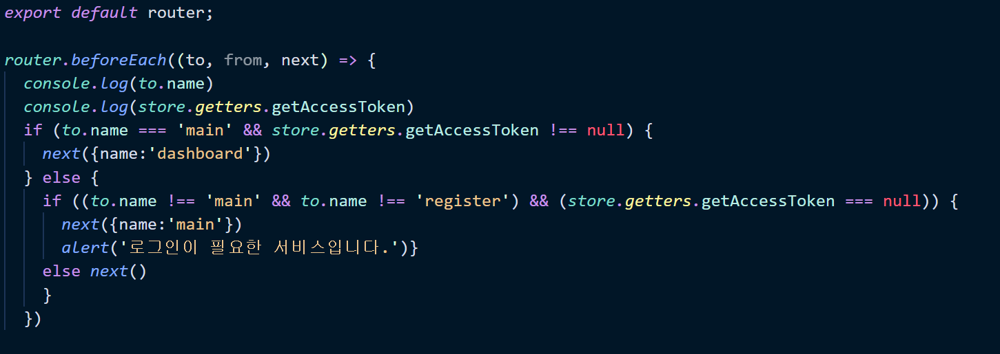 export default router;

router.beforeEach((to, from, next) => {
  console.log(to.name)
  console.log(store.getters.getAccessToken)
  if (to.name === 'main' && store.getters.getAccessToken !== null) {
    next({name:'dashboard'})
  } else {
    if ((to.name !== 'main' && to.name !== 'register') && (store.getters.getAccessToken === null)) {
      next({name:'main'})
      alert('로그인이 필요한 서비스입니다.')}
    else next()
    }
  })